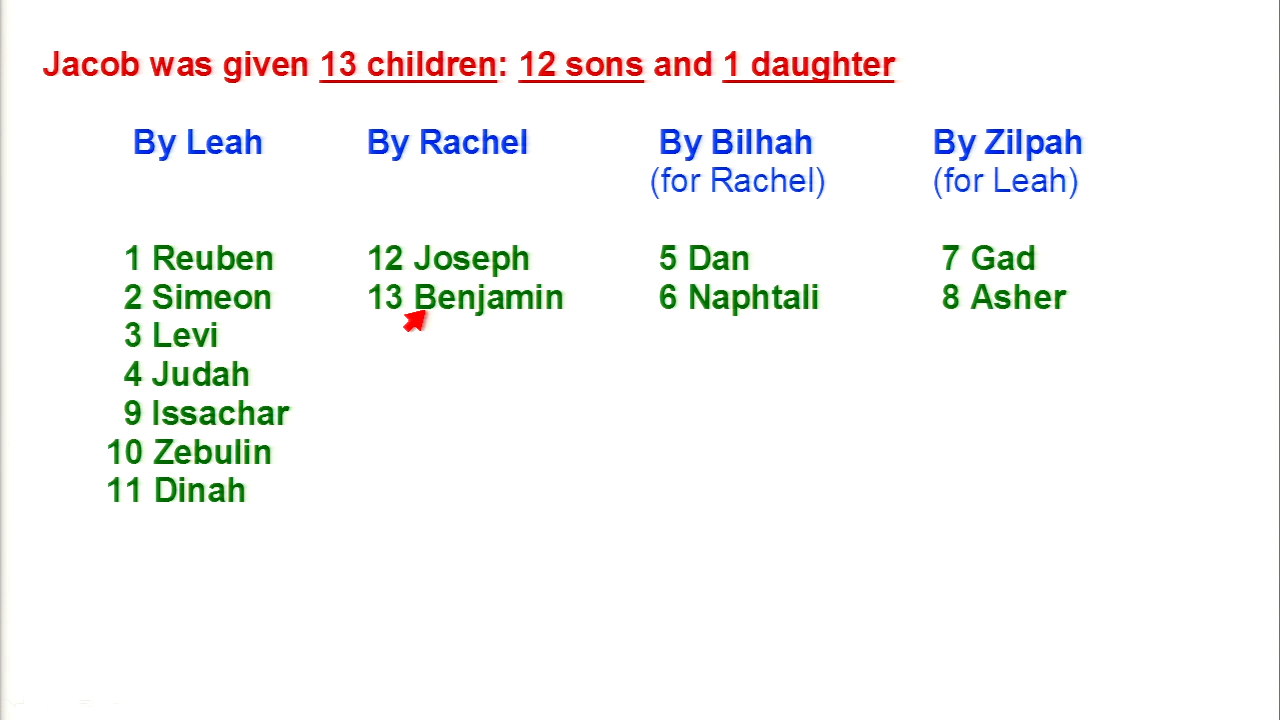 Jacob was given 13 children: 12 sons and 1 daughter
By Leah By Rachel By Bilhah By Zilpah
(for Rachel) (for Leah)
1 Reuben 12 Joseph 5 Dan 7 Gad
2 Simeon 13 Benjamin 6 Naphtali 8 Asher
3 Levi
4 Judah
9 Issachar
10 Zebulin
11 Dinah